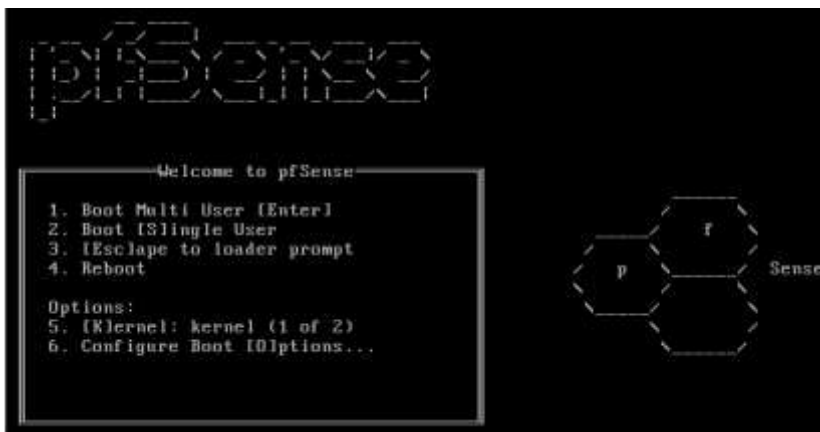 pfSense
Welcome to pfSense
1. Boot Multi User [Enter]
2. Boot [S]ingle User
3. [Esc]ape to loader prompt
4. Reboot
Options:
5. [K]ernel: kernel (1 of 2)
6. Configure Boot [O]ptions...
f
p
Sense